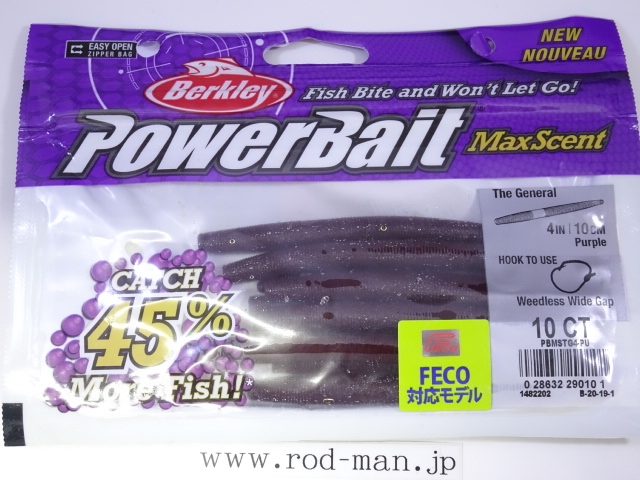 EASY OPEN
ZIPPER BAG
NEW
NOUVEAU
Berkley
Fish Bite and Won't Let Go!
PowerBait
MaxScent
The General
4IN | 10CM
Purple
HOOK TO USE
Weedless Wide Gap
10 CT
PBMSTG4-PU
0 28632 29010 1
1482202 B-20-19-1
CATCH
45%
More Fish!*
FECO
対応モデル
www.rod-man.jp